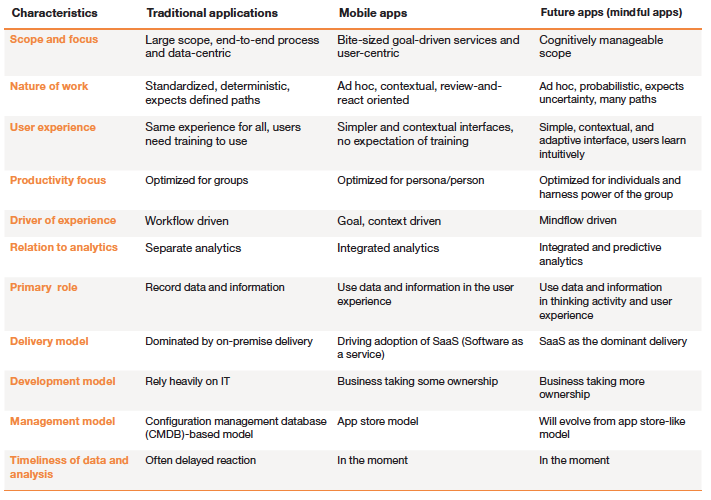 Characteristics Traditional applications Mobile apps Future apps (mindful apps)
Scope and focus Large scope, end-to-end process Bite-sized goal-driven services and Cognitively manageable
and data-centric user-centric scope
Nature of work Standardized, deterministic, Ad hoc, contextual, review-and- Ad hoc, probabilistic, expects
expects defined paths react oriented uncertainty, many paths
User experience Same experience for all, users Simpler and contextual interfaces, Simple, contextual, and
need training to use no expectation of training adaptive interface, users learn
intuitively
Productivity focus Optimized for groups Optimized for persona/person Optimized for individuals and
harness power of the group
Driver of experience Workflow driven Goal, context driven Mindflow driven
Relation to analytics Separate analytics Integrated analytics Integrated and predictive
analytics
Primary role Record data and information Use data and information in the user Use data and information
experience in thinking activity and user
experience
Delivery model Dominated by on-premise delivery Driving adoption of SaaS (Software as SaaS as the dominant delivery
a service)
Development model Rely heavily on IT Business taking some ownership Business taking more
ownership
Management model Configuration management database App store model Will evolve from app store-like
(CMDB)-based model model
Timeliness of data and Often delayed reaction In the moment In the moment
analysis